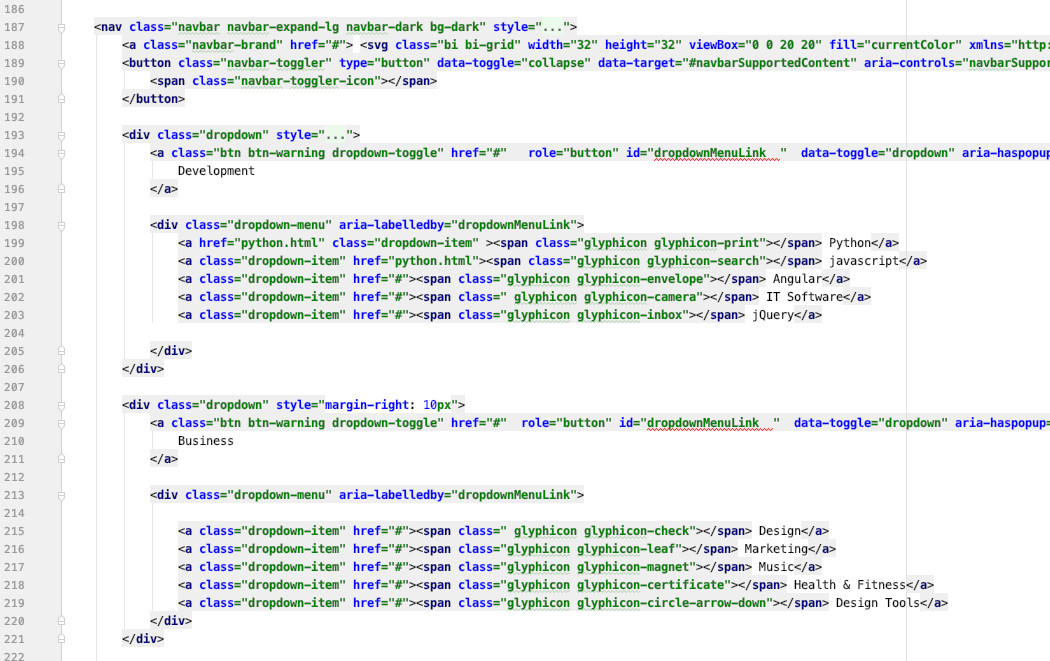 186
187 <nav class="navbar navbar-expand-lg navbar-dark bg-dark" style="...">
188 <a class="navbar-brand" href="#"> <svg class="bi bi-grid" width="32" height="32" viewBox="0 0 20 20" fill="currentColor" xmlns="http:
189 <button class="navbar-toggler" type="button" data-toggle="collapse" data-target="#navbarSupportedContent" aria-controls="navbarSuppor
190 <span class="navbar-toggler-icon"></span>
191 </button>
192
193 <div class="dropdown" style="...">
194 <a class="btn btn-warning dropdown-toggle" href="#"   role="button" id="dropdownMenuLink  "  data-toggle="dropdown" aria-haspopup
195 Development
196 </a>
197
198 <div class="dropdown-menu" aria-labelledby="dropdownMenuLink">
199 <a href="python.html" class="dropdown-item" ><span class="glyphicon glyphicon-print"></span> Python</a>
200 <a class="dropdown-item" href="python.html"><span class="glyphicon glyphicon-search"></span> javascript</a>
201 <a class="dropdown-item" href="#"><span class="glyphicon glyphicon-envelope"></span> Angular</a>
202 <a class="dropdown-item" href="#"><span class=" glyphicon glyphicon-camera"></span> IT Software</a>
203 <a class="dropdown-item" href="#"><span class="glyphicon glyphicon-inbox"></span> jQuery</a>
204
205 </div>
206 </div>
207
208 <div class="dropdown" style="margin-right: 10px">
209 <a class="btn btn-warning dropdown-toggle" href="#"  role="button" id="dropdownMenuLink  "  data-toggle="dropdown" aria-haspopup=
210 Business
211 </a>
212
213 <div class="dropdown-menu" aria-labelledby="dropdownMenuLink">
214
215 <a class="dropdown-item" href="#"><span class=" glyphicon glyphicon-check"></span> Design</a>
216 <a class="dropdown-item" href="#"><span class="glyphicon glyphicon-leaf"></span> Marketing</a>
217 <a class="dropdown-item" href="#"><span class="glyphicon glyphicon-magnet"></span> Music</a>
218 <a class="dropdown-item" href="#"><span class="glyphicon glyphicon-certificate"></span> Health & Fitness</a>
219 <a class="dropdown-item" href="#"><span class="glyphicon glyphicon-circle-arrow-down"></span> Design Tools</a>
220 </div>
221 </div>
222